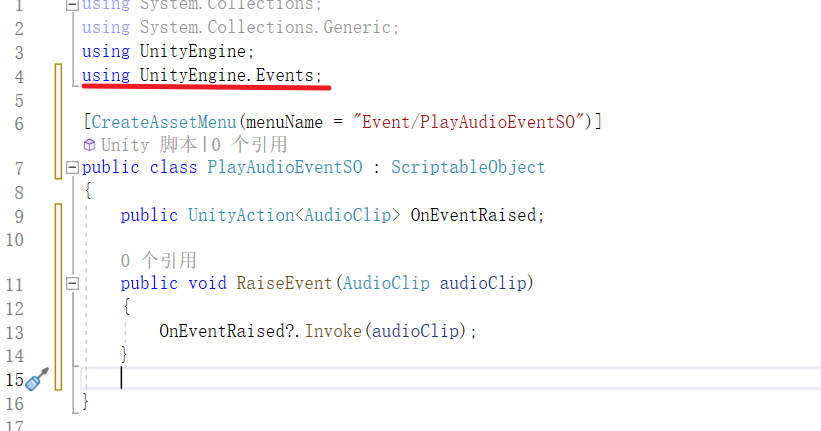 1 using System.Collections;
2 using System.Collections.Generic;
3 using UnityEngine;
4 using UnityEngine.Events;
5
6 [CreateAssetMenu(menuName = "Event/PlayAudioEventSO")]
Unity 脚本|0 个引用
7 public class PlayAudioEventSO : ScriptableObject
8 {
9 public UnityAction<AudioClip> OnEventRaised;
10
0 个引用
11 public void RaiseEvent(AudioClip audioClip)
12 {
13 OnEventRaised?.Invoke(audioClip);
14 }
15
16 }
17